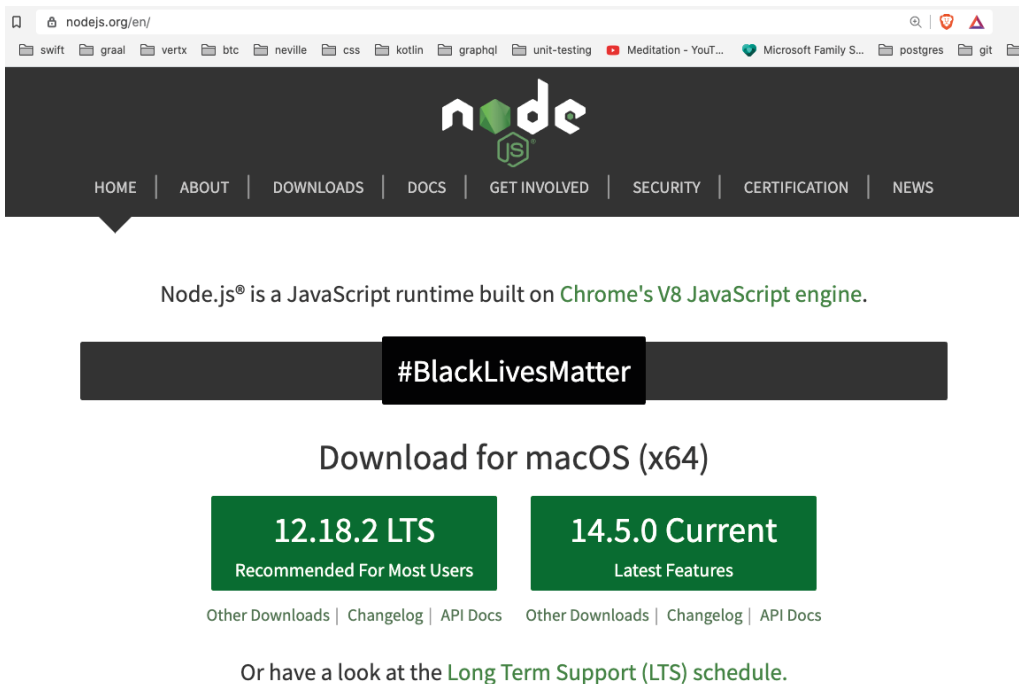 nodejs.org/en/
swift graal vertx btc neville css kotlin graphql unit-testing Meditation - YouT... Microsoft Family S... postgres git
node
JS®
HOME | ABOUT | DOWNLOADS | DOCS | GET INVOLVED | SECURITY | CERTIFICATION | NEWS
Node.js® is a JavaScript runtime built on Chrome's V8 JavaScript engine.
#BlackLivesMatter
Download for macOS (x64)
12.18.2 LTS 14.5.0 Current
Recommended For Most Users Latest Features
Other Downloads | Changelog | API Docs Other Downloads | Changelog | API Docs
Or have a look at the Long Term Support (LTS) schedule.